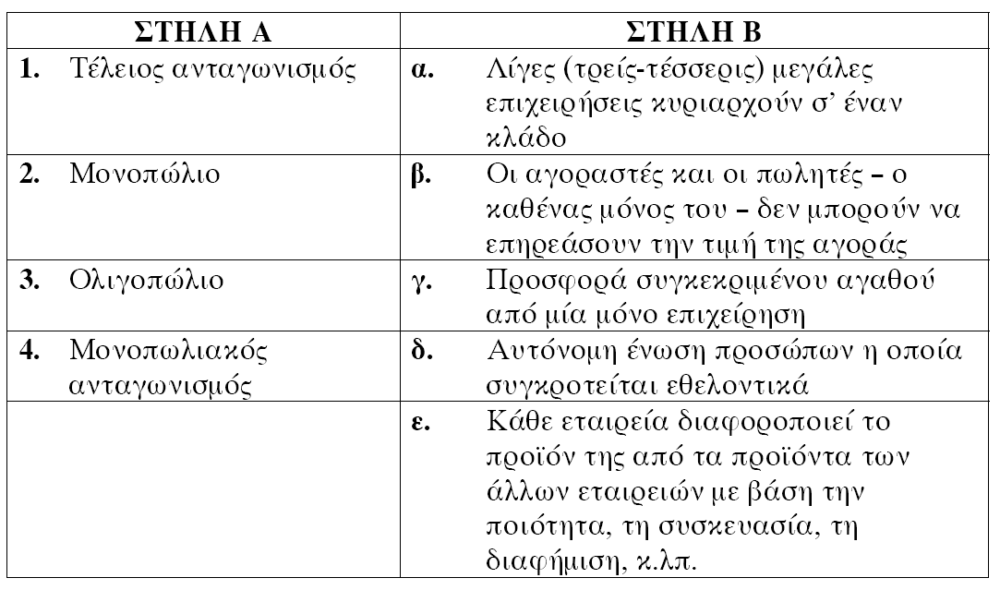 ΣΤΗΛΗ Α ΣΤΗΛΗ Β
1. Τέλειος ανταγωνισμός α. Λίγες (τρείς-τέσσερις) μεγάλες
επιχειρήσεις κυριαρχούν σ’ έναν
κλάδο
2. Μονοπώλιο β. Οι αγοραστές και οι πωλητές – ο
καθένας μόνος του – δεν μπορούν να
επηρεάσουν την τιμή της αγοράς
3. Ολιγοπώλιο γ. Προσφορά συγκεκριμένου αγαθού
από μία μόνο επιχείρηση
4. Μονοπωλιακός δ. Αυτόνομη ένωση προσώπων η οποία
ανταγωνισμός συγκροτείται εθελοντικά
ε. Κάθε εταιρεία διαφοροποιεί το
προϊόν της από τα προϊόντα των
άλλων εταιρειών με βάση την
ποιότητα, τη συσκευασία, τη
διαφήμιση, κ.λπ.